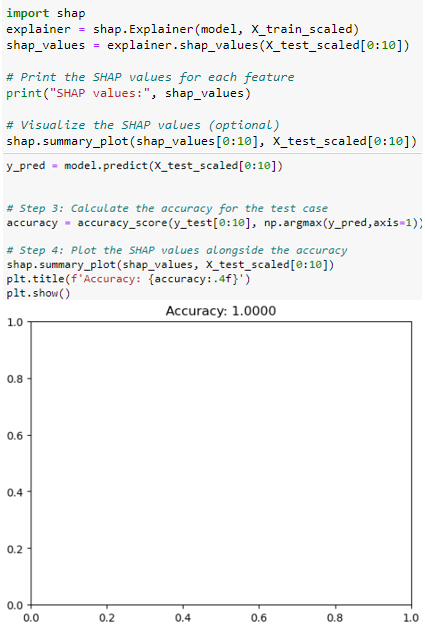 import shap
explainer = shap.Explainer(model, X_train_scaled)
shap_values = explainer.shap_values(X_test_scaled[0:10])
# Print the SHAP values for each feature
print("SHAP values:", shap_values)
# Visualize the SHAP values (optional)
shap.summary_plot(shap_values[0:10], X_test_scaled[0:10])
y_pred = model.predict(X_test_scaled[0:10])
# Step 3: Calculate the accuracy for the test case
accuracy = accuracy_score(y_test[0:10], np.argmax(y_pred,axis=1))
# Step 4: Plot the SHAP values alongside the accuracy
shap.summary_plot(shap_values, X_test_scaled[0:10])
plt.title(f'Accuracy: {accuracy:.4f}')
plt.show()
Accuracy: 1.0000
1.0
0.8
0.6
0.4
0.2
0.0
0.0 0.2 0.4 0.6 0.8 1.0